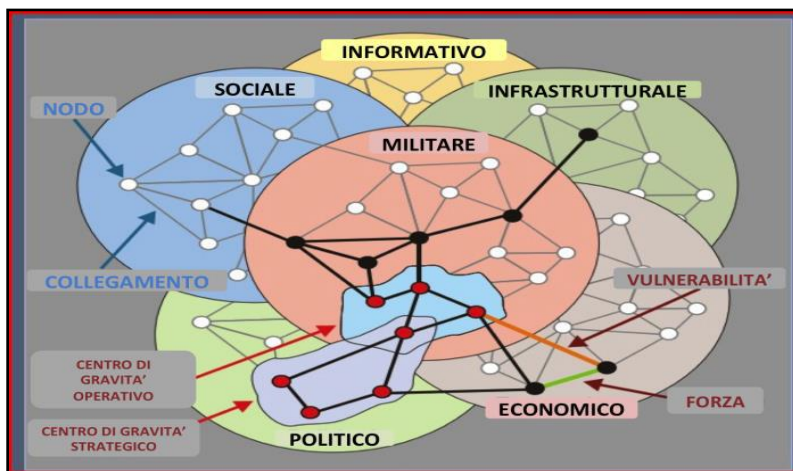 INFORMATIVO
SOCIALE
INFRASTRUTTURALE
NODO
MILITARE
COLLEGAMENTO
VULNERABILITA'
CENTRO DI
GRAVITA'
OPERATIVO
ECONOMICO
FORZA
CENTRO DI GRAVITA'
STRATEGICO
POLITICO